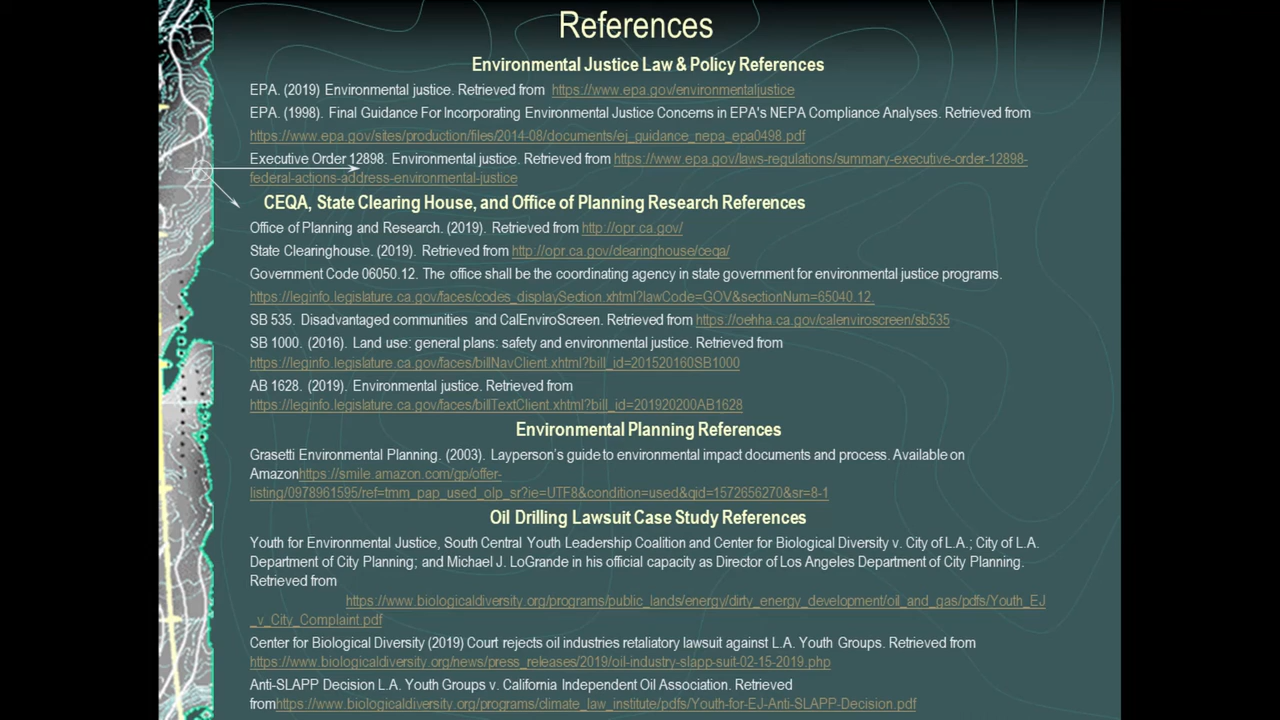 References
Environmental Justice Law & Policy References
EPA. (2019) Environmental justice. Retrieved from https://www.epa.gov/environmentaljustice
EPA. (1998). Final Guidance For Incorporating Environmental Justice Concerns in EPA's NEPA Compliance Analyses. Retrieved from
https://www.epa.gov/sites/production/files/2014-08/documents/ej_guidance_nepa_epa0498.pdf
Executive Order 12898. Environmental justice. Retrieved from https://www.epa.gov/laws-regulations/summary-executive-order-12898-
federal-actions-address-environmental-justice
CEQA, State Clearing House, and Office of Planning Research References
Office of Planning and Research. (2019). Retrieved from http://opr.ca.gov/
State Clearinghouse. (2019). Retrieved from http://opr.ca.gov/clearinghouse/ceqa/
Government Code 06050.12. The office shall be the coordinating agency in state government for environmental justice programs.
https://leginfo.legislature.ca.gov/faces/codes_displaySection.xhtml?lawCode=GOV&sectionNum=65040.12.
SB 535. Disadvantaged communities and CalEnviroScreen. Retrieved from https://oehha.ca.gov/calenviroscreen/sb535
SB 1000. (2016). Land use: general plans: safety and environmental justice. Retrieved from
https://leginfo.legislature.ca.gov/faces/billNavClient.xhtml?bill_id=201520160SB1000
AB 1628. (2019). Environmental justice. Retrieved from
https://leginfo.legislature.ca.gov/faces/billTextClient.xhtml?bill_id=201920200AB1628
Environmental Planning References
Grasetti Environmental Planning. (2003). Layperson's guide to environmental impact documents and process. Available on
Amazonhttps://smile.amazon.com/gp/offer-
listing/0978961595/ref=tmm_pap_used_olp_sr?ie=UTF8&condition=used&qid=1572656270&sr=8-1
Oil Drilling Lawsuit Case Study References
Youth for Environmental Justice, South Central Youth Leadership Coalition and Center for Biological Diversity v. City of L.A.; City of L.A.
Department of City Planning; and Michael J. LoGrande in his official capacity as Director of Los Angeles Department of City Planning.
Retrieved from
https://www.biologicaldiversity.org/programs/public_lands/energy/dirty_energy_development/oil_and_gas/pdfs/Youth_EJ
_v_City_Complaint.pdf
Center for Biological Diversity (2019) Court rejects oil industries retaliatory lawsuit against L.A. Youth Groups. Retrieved from
https://www.biologicaldiversity.org/news/press_releases/2019/oil-industry-slapp-suit-02-15-2019.php
Anti-SLAPP Decision L.A. Youth Groups v. California Independent Oil Association. Retrieved
fromhttps://www.biologicaldiversity.org/programs/climate_law_institute/pdfs/Youth-for-EJ-Anti-SLAPP-Decision.pdf